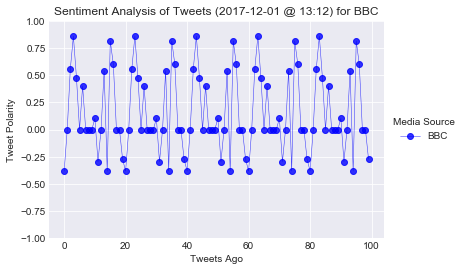 Sentiment Analysis of Tweets (2017-12-01 @ 13:12) for BBC
1.00
0.75
0.50
0.25
0.00
−0.25
−0.50
−0.75
−1.00
Tweet Polarity
0 20 40 60 80 100
Tweets Ago
Media Source
BBC